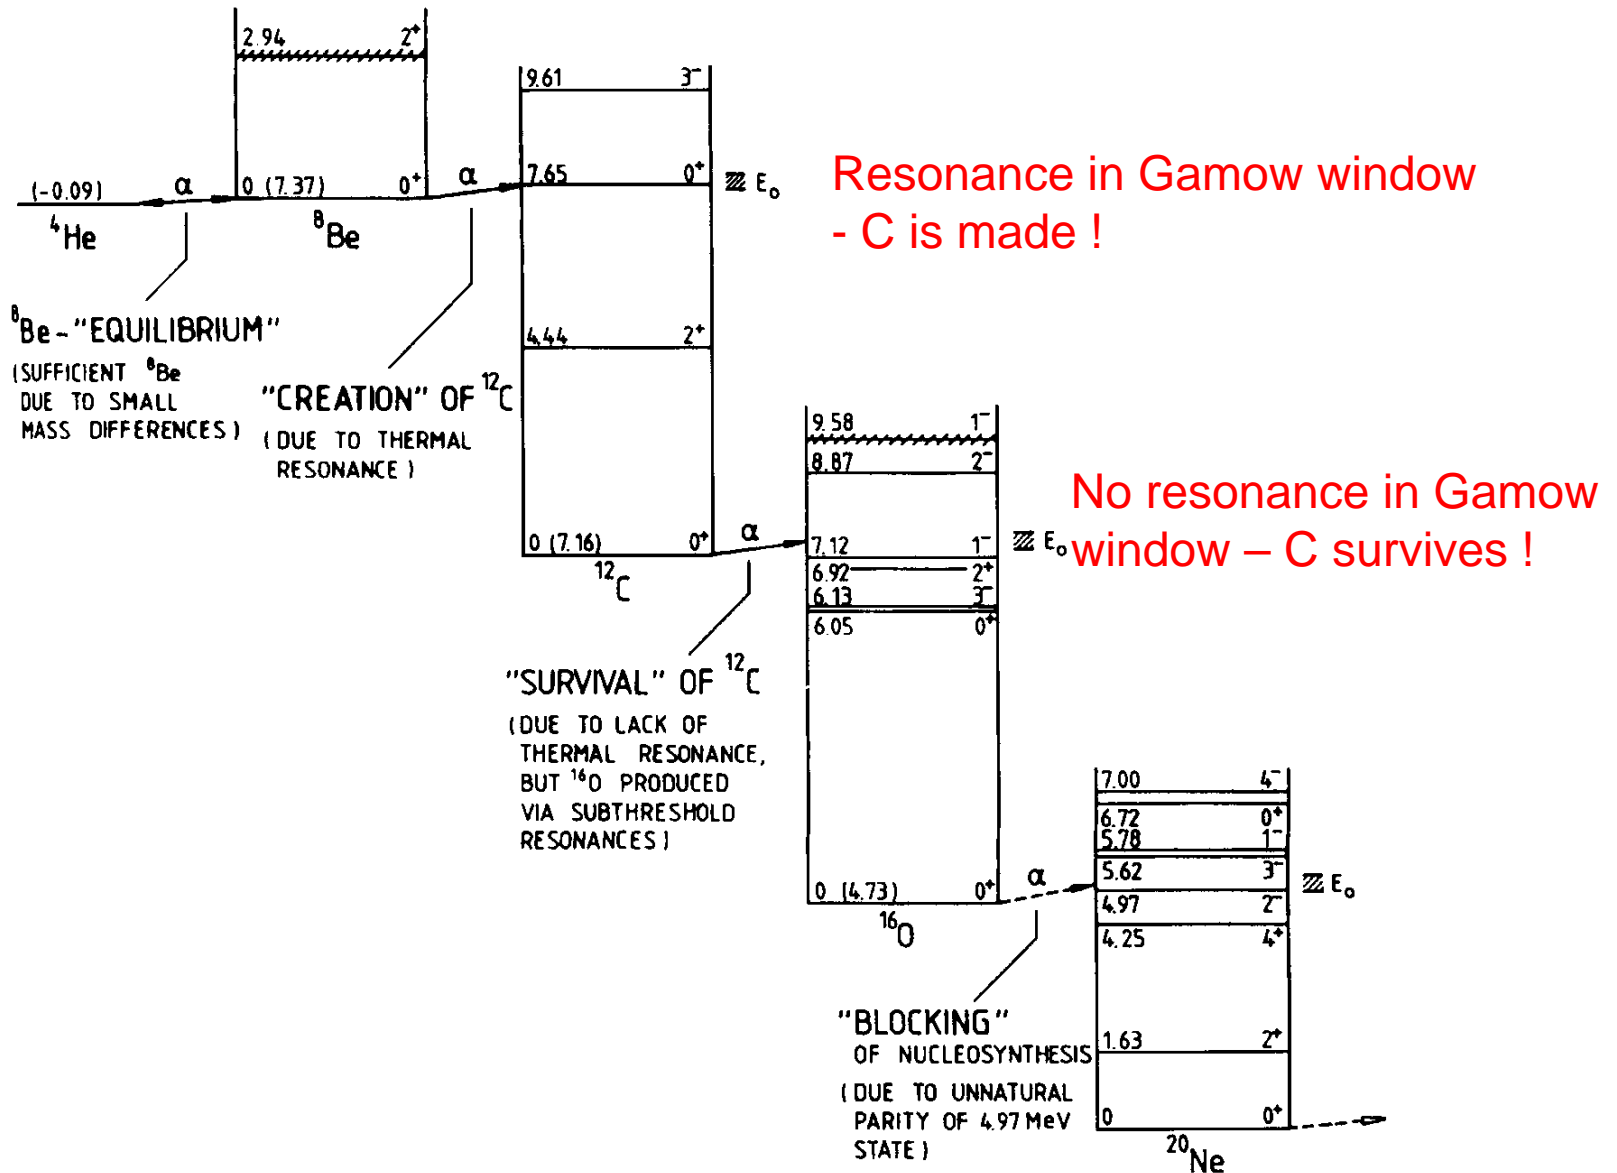 2.94 2⁺
(-0.09) α 0 (7.37) 0⁺ α
⁴He ⁸Be
9.61 3⁻
7.65 0⁺ E₀
4.44 2⁺
0 (7.16) 0⁺ α
¹²C
Resonance in Gamow window
- C is made !
⁸Be-"EQUILIBRIUM"
(SUFFICIENT ⁸Be
DUE TO SMALL
MASS DIFFERENCES)
"CREATION" OF ¹²C
(DUE TO THERMAL
RESONANCE)
9.58 1⁻
8.87 2⁻
7.12 1⁻ E₀
6.92 2⁺
6.13 3⁻
6.05 0⁺
0 (4.73) 0⁺ α
¹⁶O
No resonance in Gamow
window – C survives !
"SURVIVAL" OF ¹²C
(DUE TO LACK OF
THERMAL RESONANCE,
BUT ¹⁶O PRODUCED
VIA SUBTHRESHOLD
RESONANCES)
7.00 4⁻
6.72 0⁺
5.78 1⁻
5.62 3⁻ E₀
4.97 2⁻
4.25 4⁺
1.63 2⁺
0 0⁺
²⁰Ne
"BLOCKING"
OF NUCLEOSYNTHESIS
(DUE TO UNNATURAL
PARITY OF 4.97 MeV
STATE)